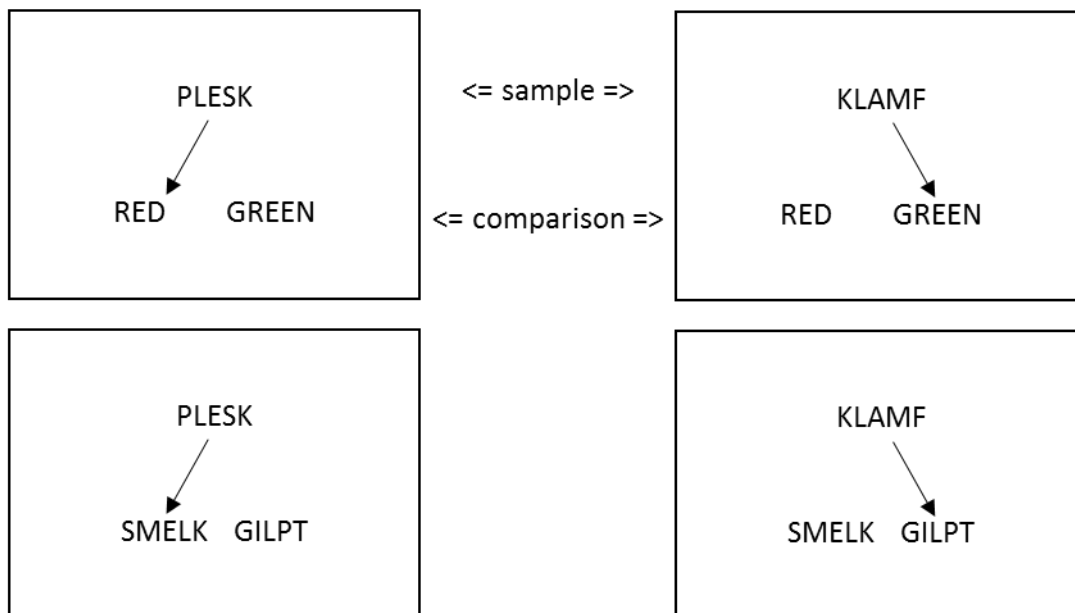 PLESK
<= sample =>
KLAMF
RED GREEN
<= comparison =>
RED GREEN
PLESK
KLAMF
SMELK GILPT
SMELK GILPT